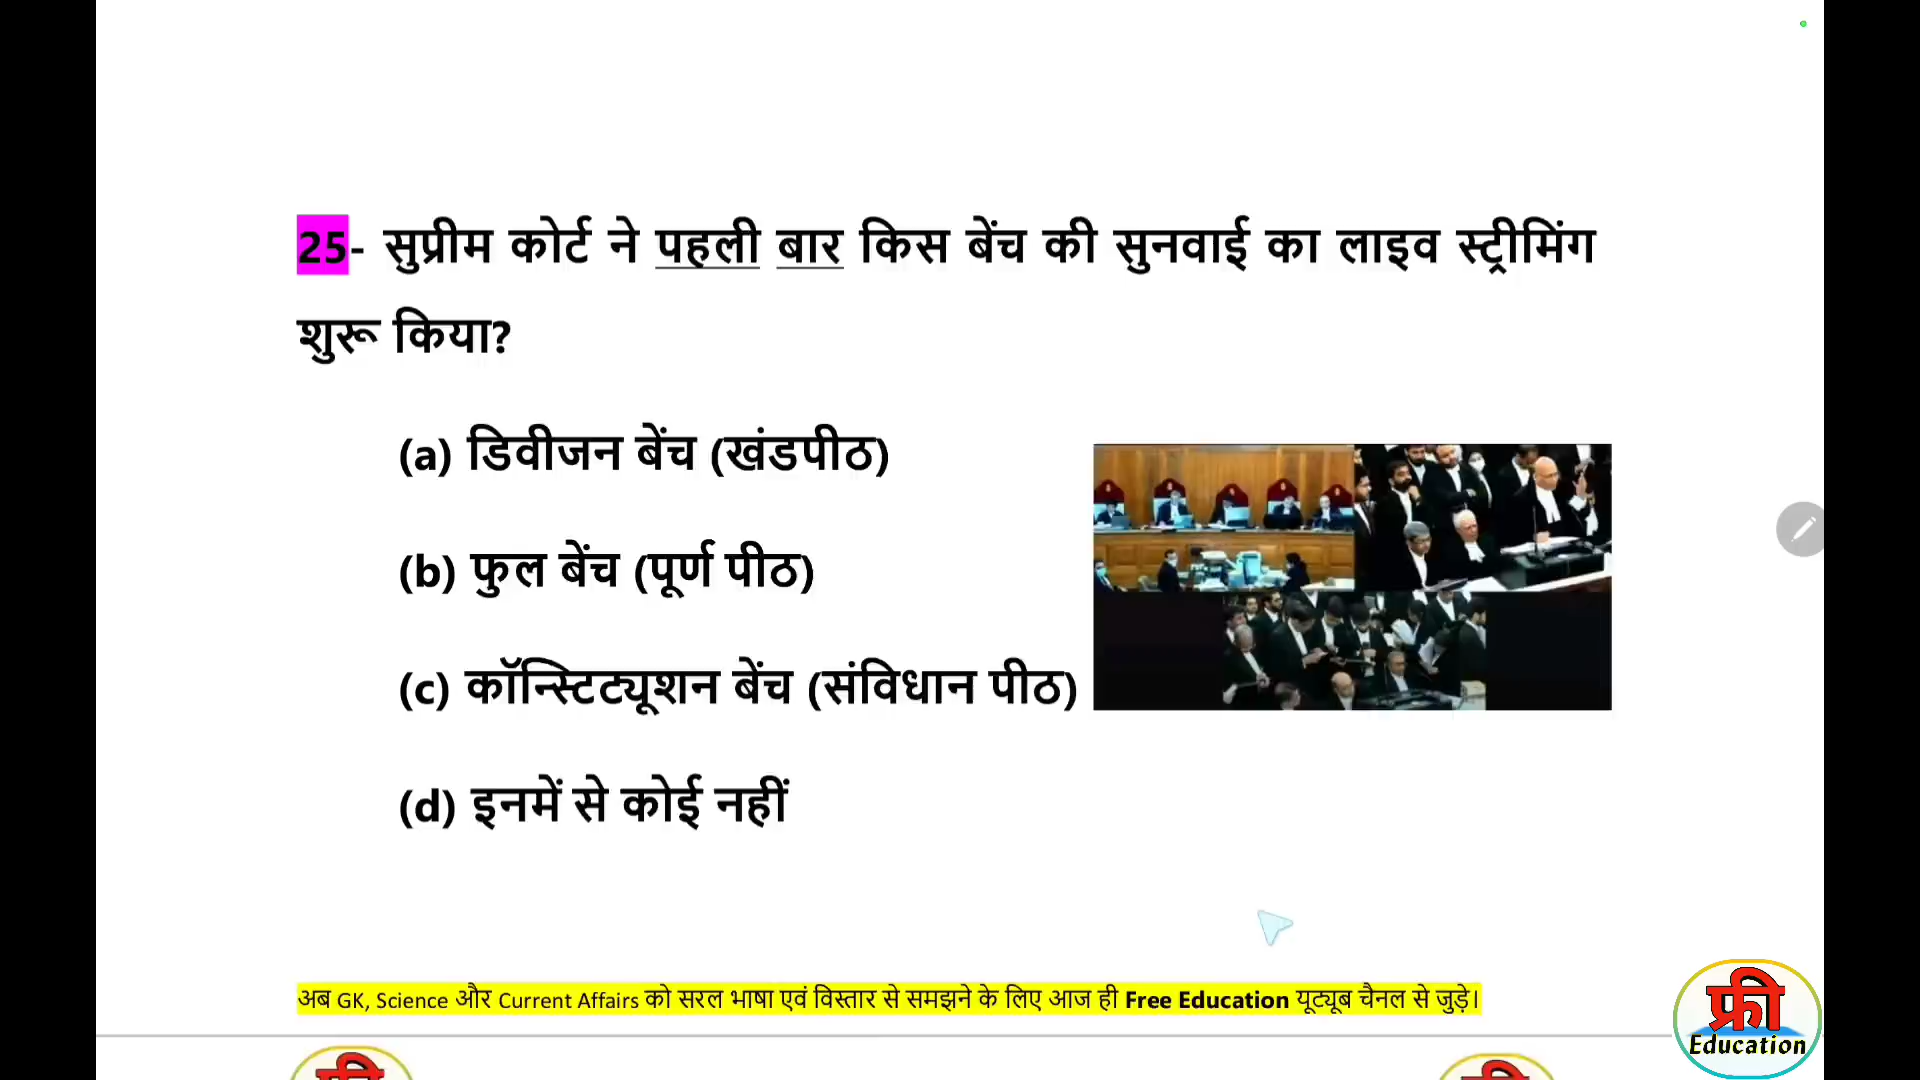 25- सुप्रीम कोर्ट ने पहली बार किस बेंच की सुनवाई का लाइव स्ट्रीमिंग
शुरू किया?
(a) डिवीजन बेंच (खंडपीठ)
(b) फुल बेंच (पूर्ण पीठ)
(c) कॉन्स्टिट्यूशन बेंच (संविधान पीठ)
(d) इनमें से कोई नहीं
अब GK, Science और Current Affairs को सरल भाषा एवं विस्तार से समझने के लिए आज ही Free Education यूट्यूब चैनल से जुड़े।
फ्री
Education